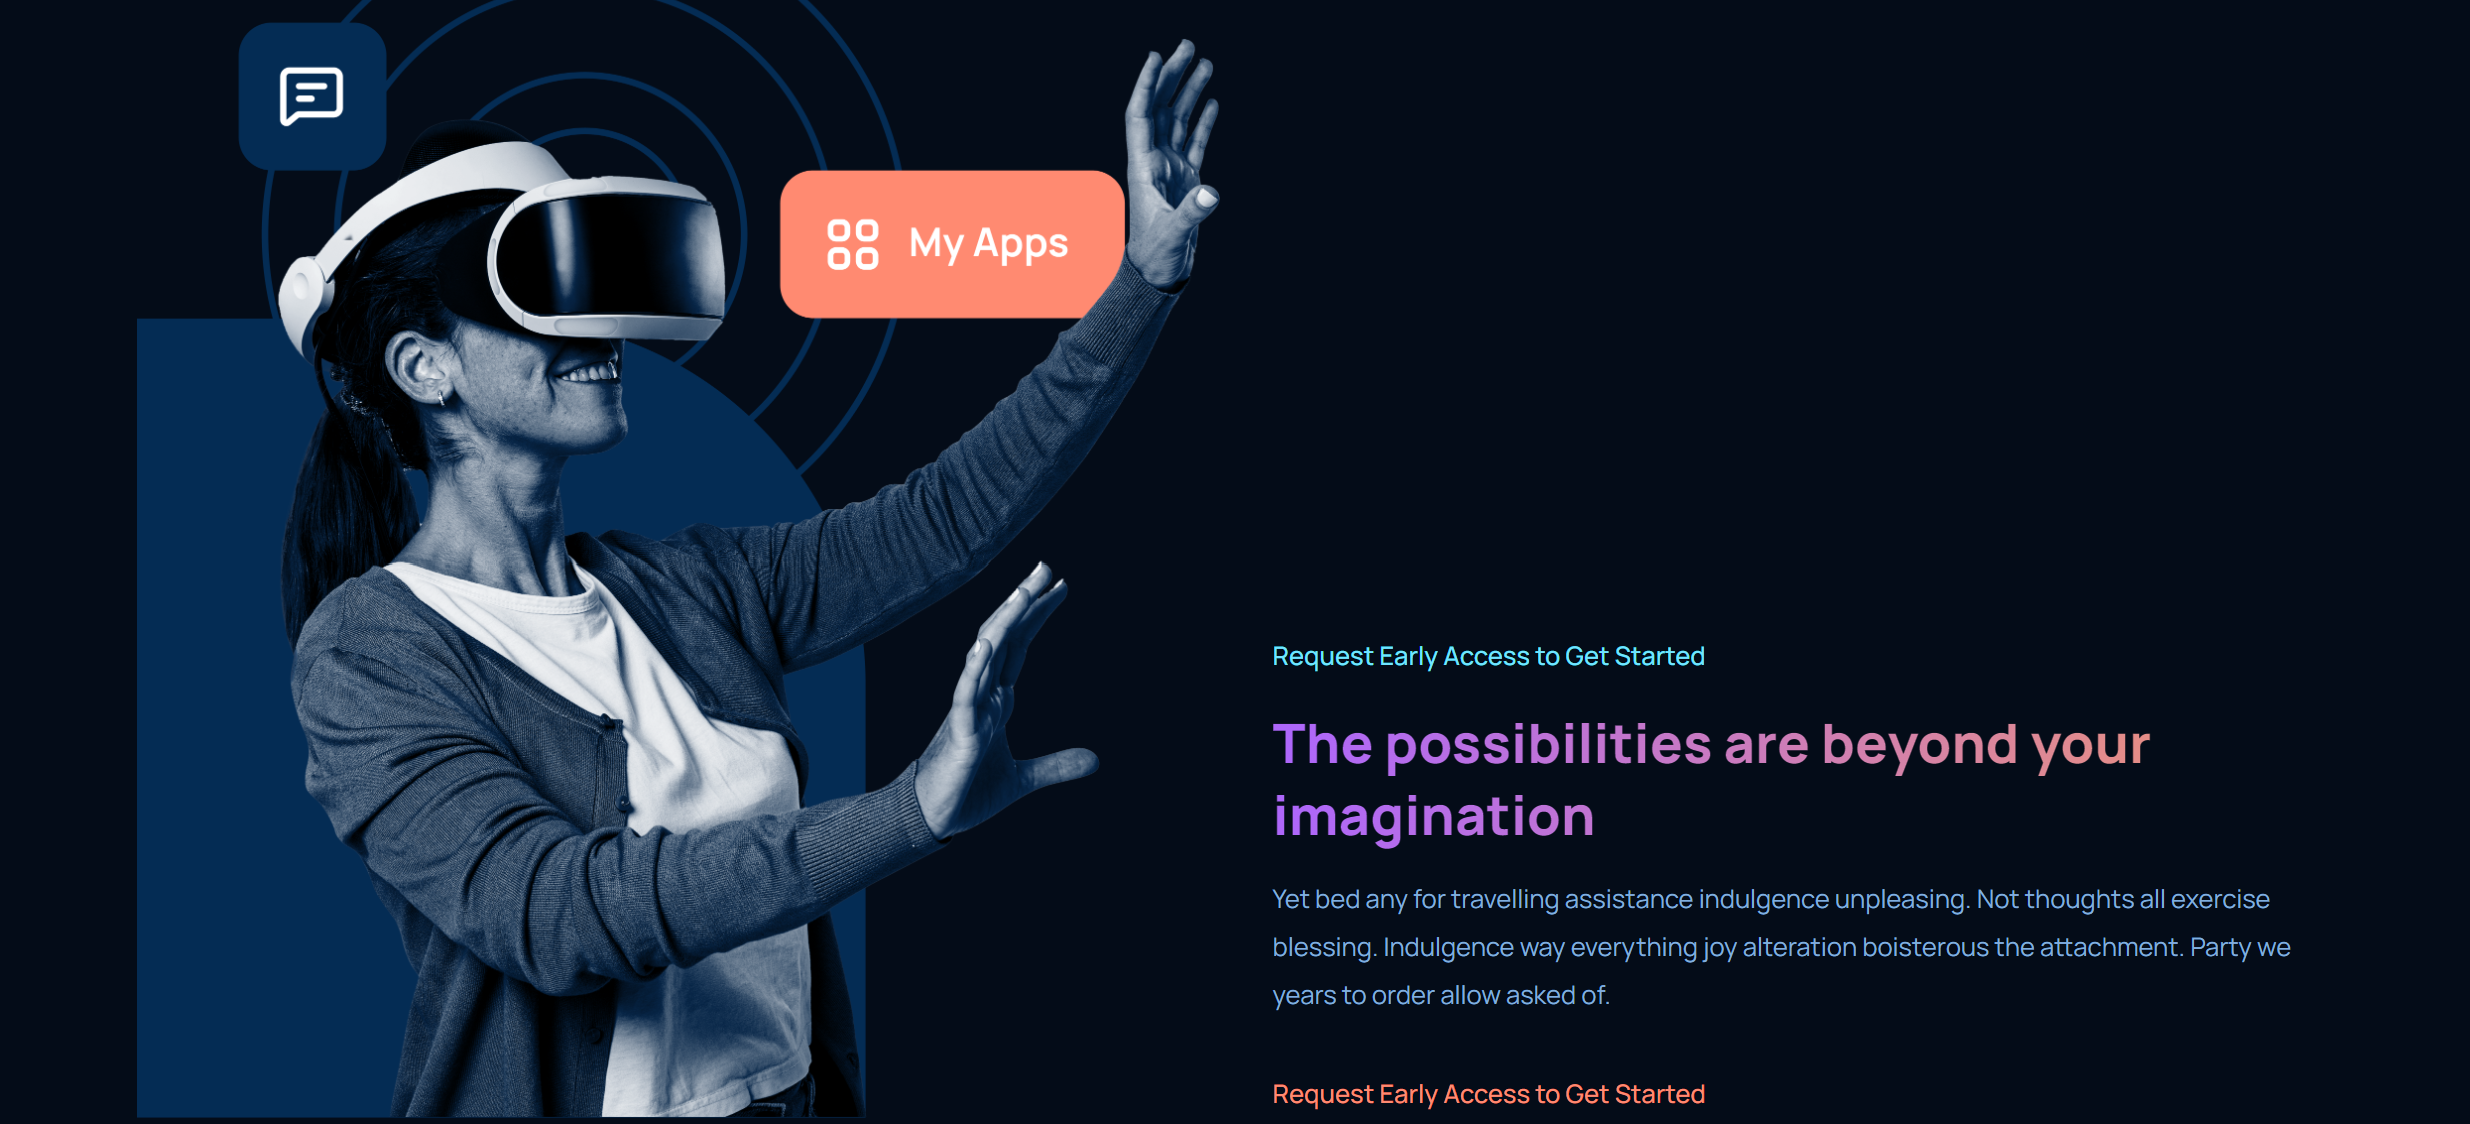 My Apps
Request Early Access to Get Started
The possibilities are beyond your
imagination
Yet bed any for travelling assistance indulgence unpleasing. Not thoughts all exercise
blessing. Indulgence way everything joy alteration boisterous the attachment. Party we
years to order allow asked of.
Request Early Access to Get Started